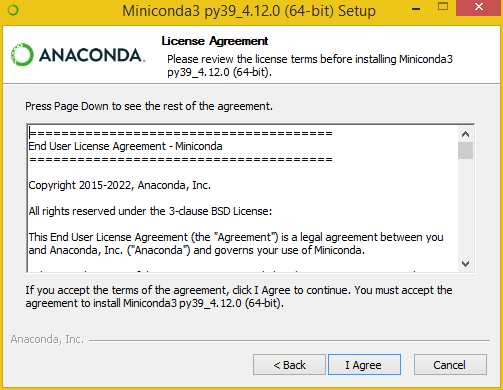 Miniconda3 py39_4.12.0 (64-bit) Setup
ANACONDA.
License Agreement
Please review the license terms before installing Miniconda3
py39_4.12.0 (64-bit).
Press Page Down to see the rest of the agreement.
======================================
End User License Agreement - Miniconda
======================================
Copyright 2015-2022, Anaconda, Inc.
All rights reserved under the 3-clause BSD License:
This End User License Agreement (the "Agreement") is a legal agreement between you
and Anaconda, Inc. ("Anaconda") and governs your use of Miniconda.
If you accept the terms of the agreement, click I Agree to continue. You must accept the
agreement to install Miniconda3 py39_4.12.0 (64-bit).
Anaconda, Inc.
< Back
I Agree
Cancel